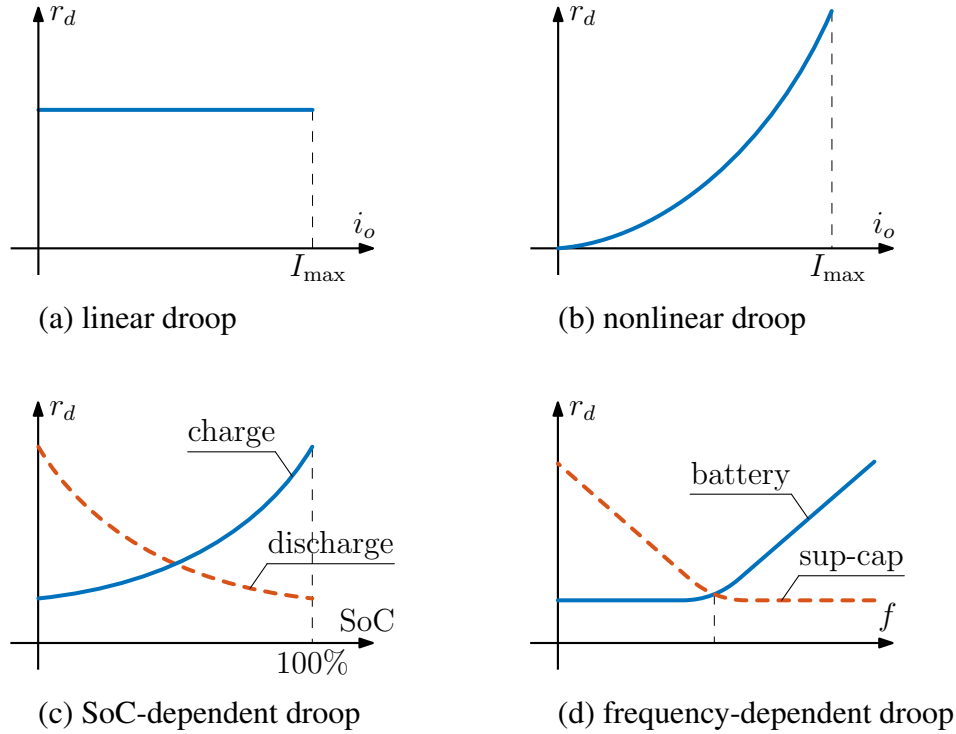 r_d
i_o
I_max
(a) linear droop
r_d
i_o
I_max
(b) nonlinear droop
r_d
charge
discharge
SoC
100%
(c) SoC-dependent droop
r_d
battery
sup-cap
f
(d) frequency-dependent droop